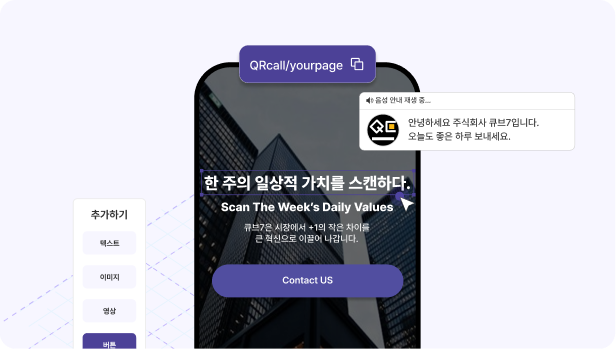 QRcall/yourpage
음성 안내 재생 중...
안녕하세요 주식회사 큐브7입니다.
오늘도 좋은 하루 보내세요.
한 주의 일상적 가치를 스캔하다.
Scan The Week's Daily Values
큐브7은 시장에서 +1의 작은 차이를
큰 혁신으로 이끌어 나갑니다.
Contact US
추가하기
텍스트
이미지
영상
버튼